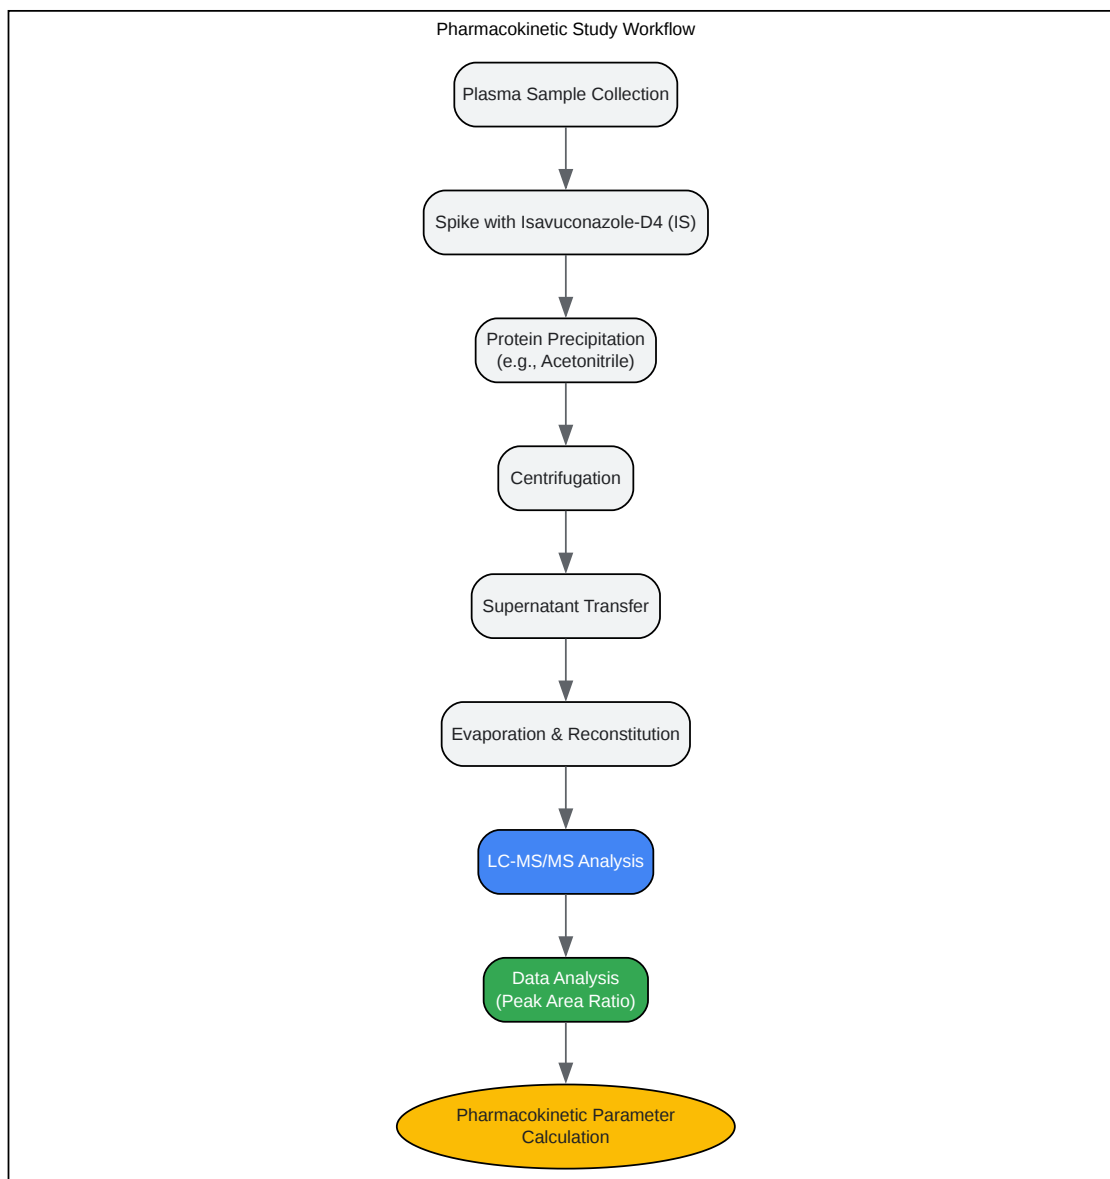 Pharmacokinetic Study Workflow
Plasma Sample Collection
Spike with Isavuconazole-D4 (IS)
Protein Precipitation
(e.g., Acetonitrile)
Centrifugation
Supernatant Transfer
Evaporation & Reconstitution
LC-MS/MS Analysis
Data Analysis
(Peak Area Ratio)
Pharmacokinetic Parameter
Calculation